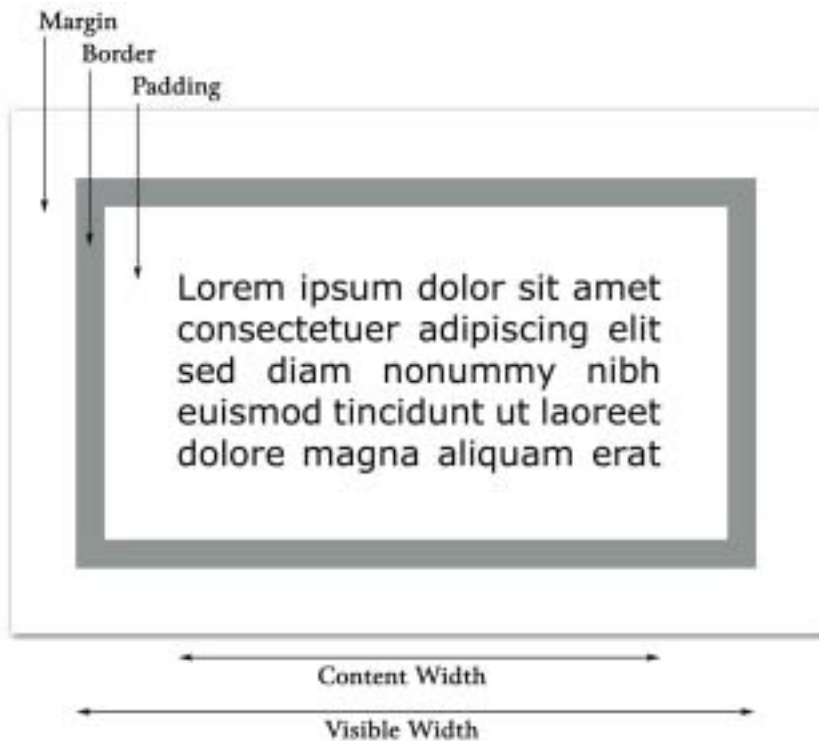 Margin
Border
Padding
Lorem ipsum dolor sit amet
consectetuer adipiscing elit
sed diam nonummy nibh
euismod tincidunt ut laoreet
dolore magna aliquam erat
Content Width
Visible Width